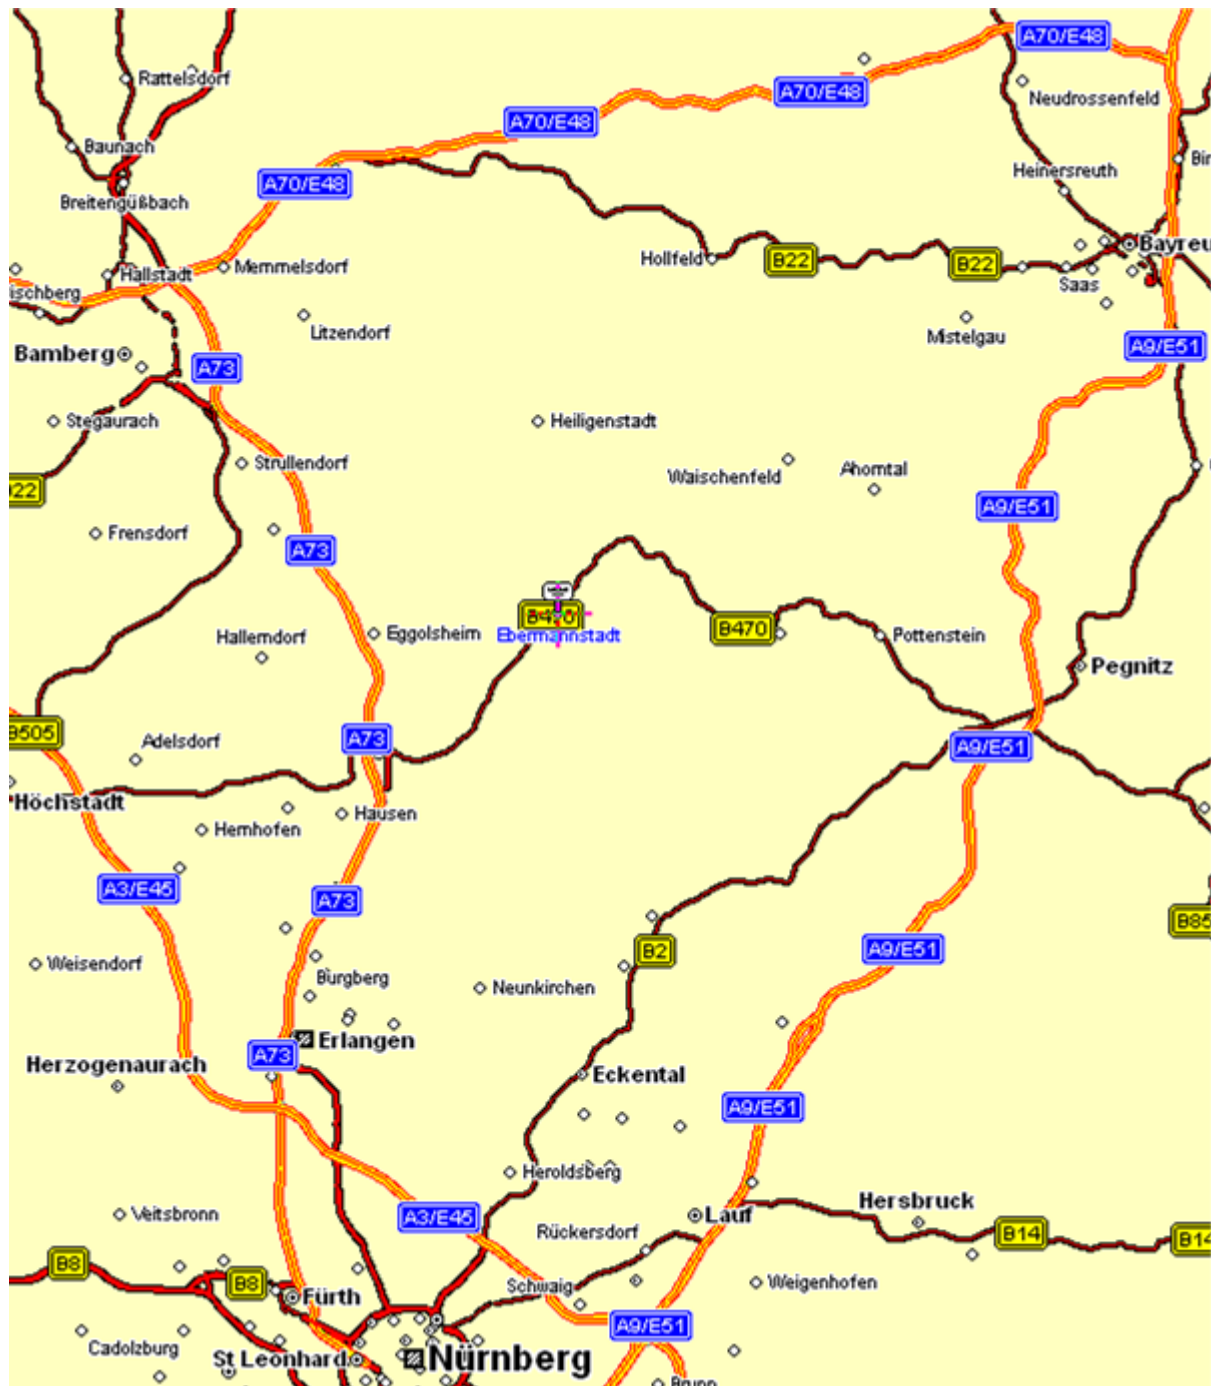 A70/E48
Rattelsdorf
A70/E48
Neudrossenfeld
A70/E48
Baunach
Bin
Heinersreuth
A70/E48
Breitengüßbach
Bayreu
Hollfeld
B22
B22
Memmelsdorf
Hallstadt
Saas
ischberg
Litzendorf
Mistelgau
A9/E51
Bamberg
A73
Stegaurach
Heiligenstadt
Strullendorf
Ahorntal
Waischenfeld
22
A9/E51
Frensdorf
A73
B470
B470
Hallerndorf
Eggolsheim
Ebermannstadt
Pottenstein
Pegnitz
B505
Adelsdorf
A73
A9/E51
Höchstadt
Hausen
Hemhofen
A3/E45
A73
B85
B2
A9/E51
Weisendorf
Burgberg
Neunkirchen
Erlangen
A73
Herzogenaurach
Eckental
A9/E51
Heroldsberg
Veitsbronn
A3/E45
Lauf
Hersbruck
Rückersdorf
B14
B14
B8
B8
Schwaig
Weigenhofen
Fürth
A9/E51
Cadolzburg
St Leonhard
Nürnberg
Brunn